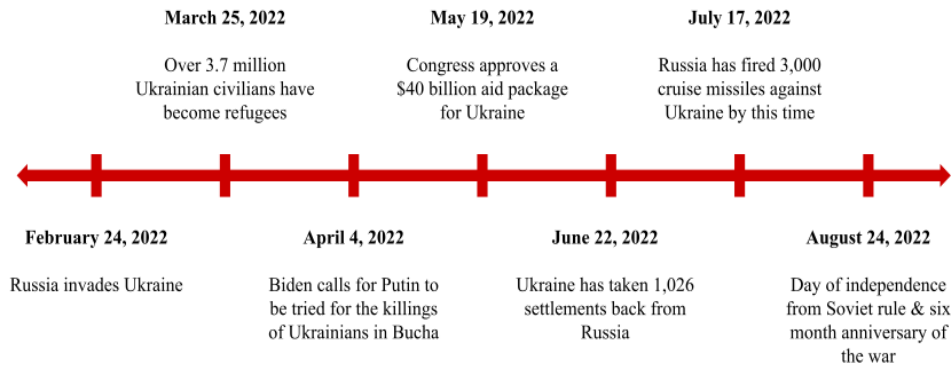 March 25, 2022
Over 3.7 million
Ukrainian civilians have
become refugees
May 19, 2022
Congress approves a
$40 billion aid package
for Ukraine
July 17, 2022
Russia has fired 3,000
cruise missiles against
Ukraine by this time
February 24, 2022
Russia invades Ukraine
April 4, 2022
Biden calls for Putin to
be tried for the killings
of Ukrainians in Bucha
June 22, 2022
Ukraine has taken 1,026
settlements back from
Russia
August 24, 2022
Day of independence
from Soviet rule & six
month anniversary of
the war